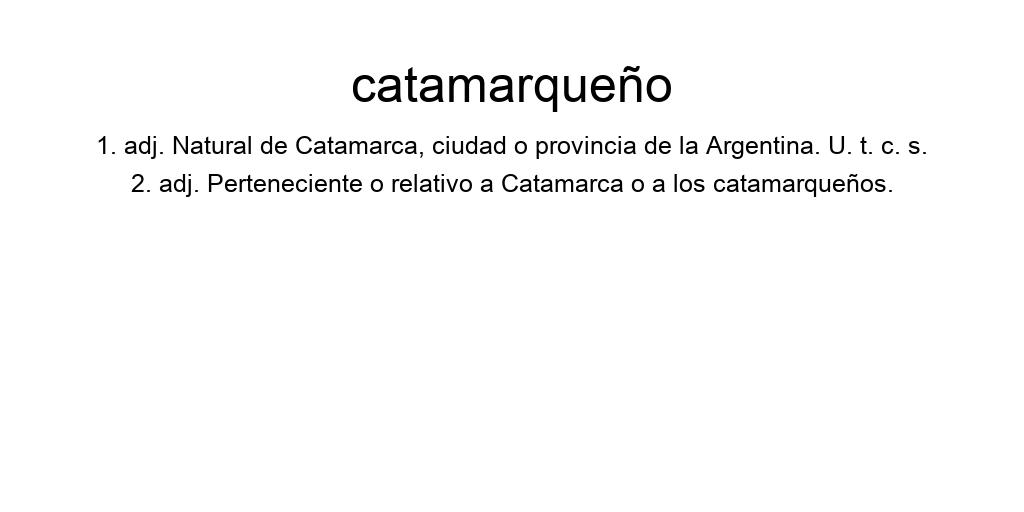 catamarqueño
1. adj. Natural de Catamarca, ciudad o provincia de la Argentina. U. t. c. s.
2. adj. Perteneciente o relativo a Catamarca o a los catamarqueños.